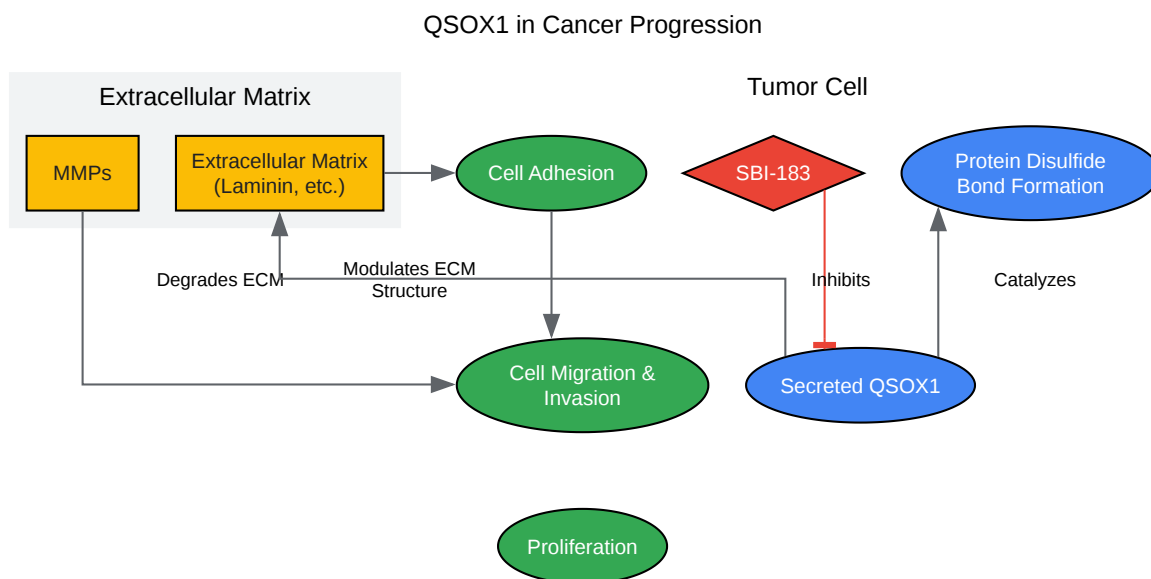 QSOX1 in Cancer Progression
Extracellular Matrix
Tumor Cell
MMPs
Extracellular Matrix
(Laminin, etc.)
Cell Adhesion
SBI-183
Protein Disulfide
Bond Formation
Degrades ECM
Modulates ECM
Structure
Inhibits
Catalyzes
Cell Migration &
Invasion
Secreted QSOX1
Proliferation